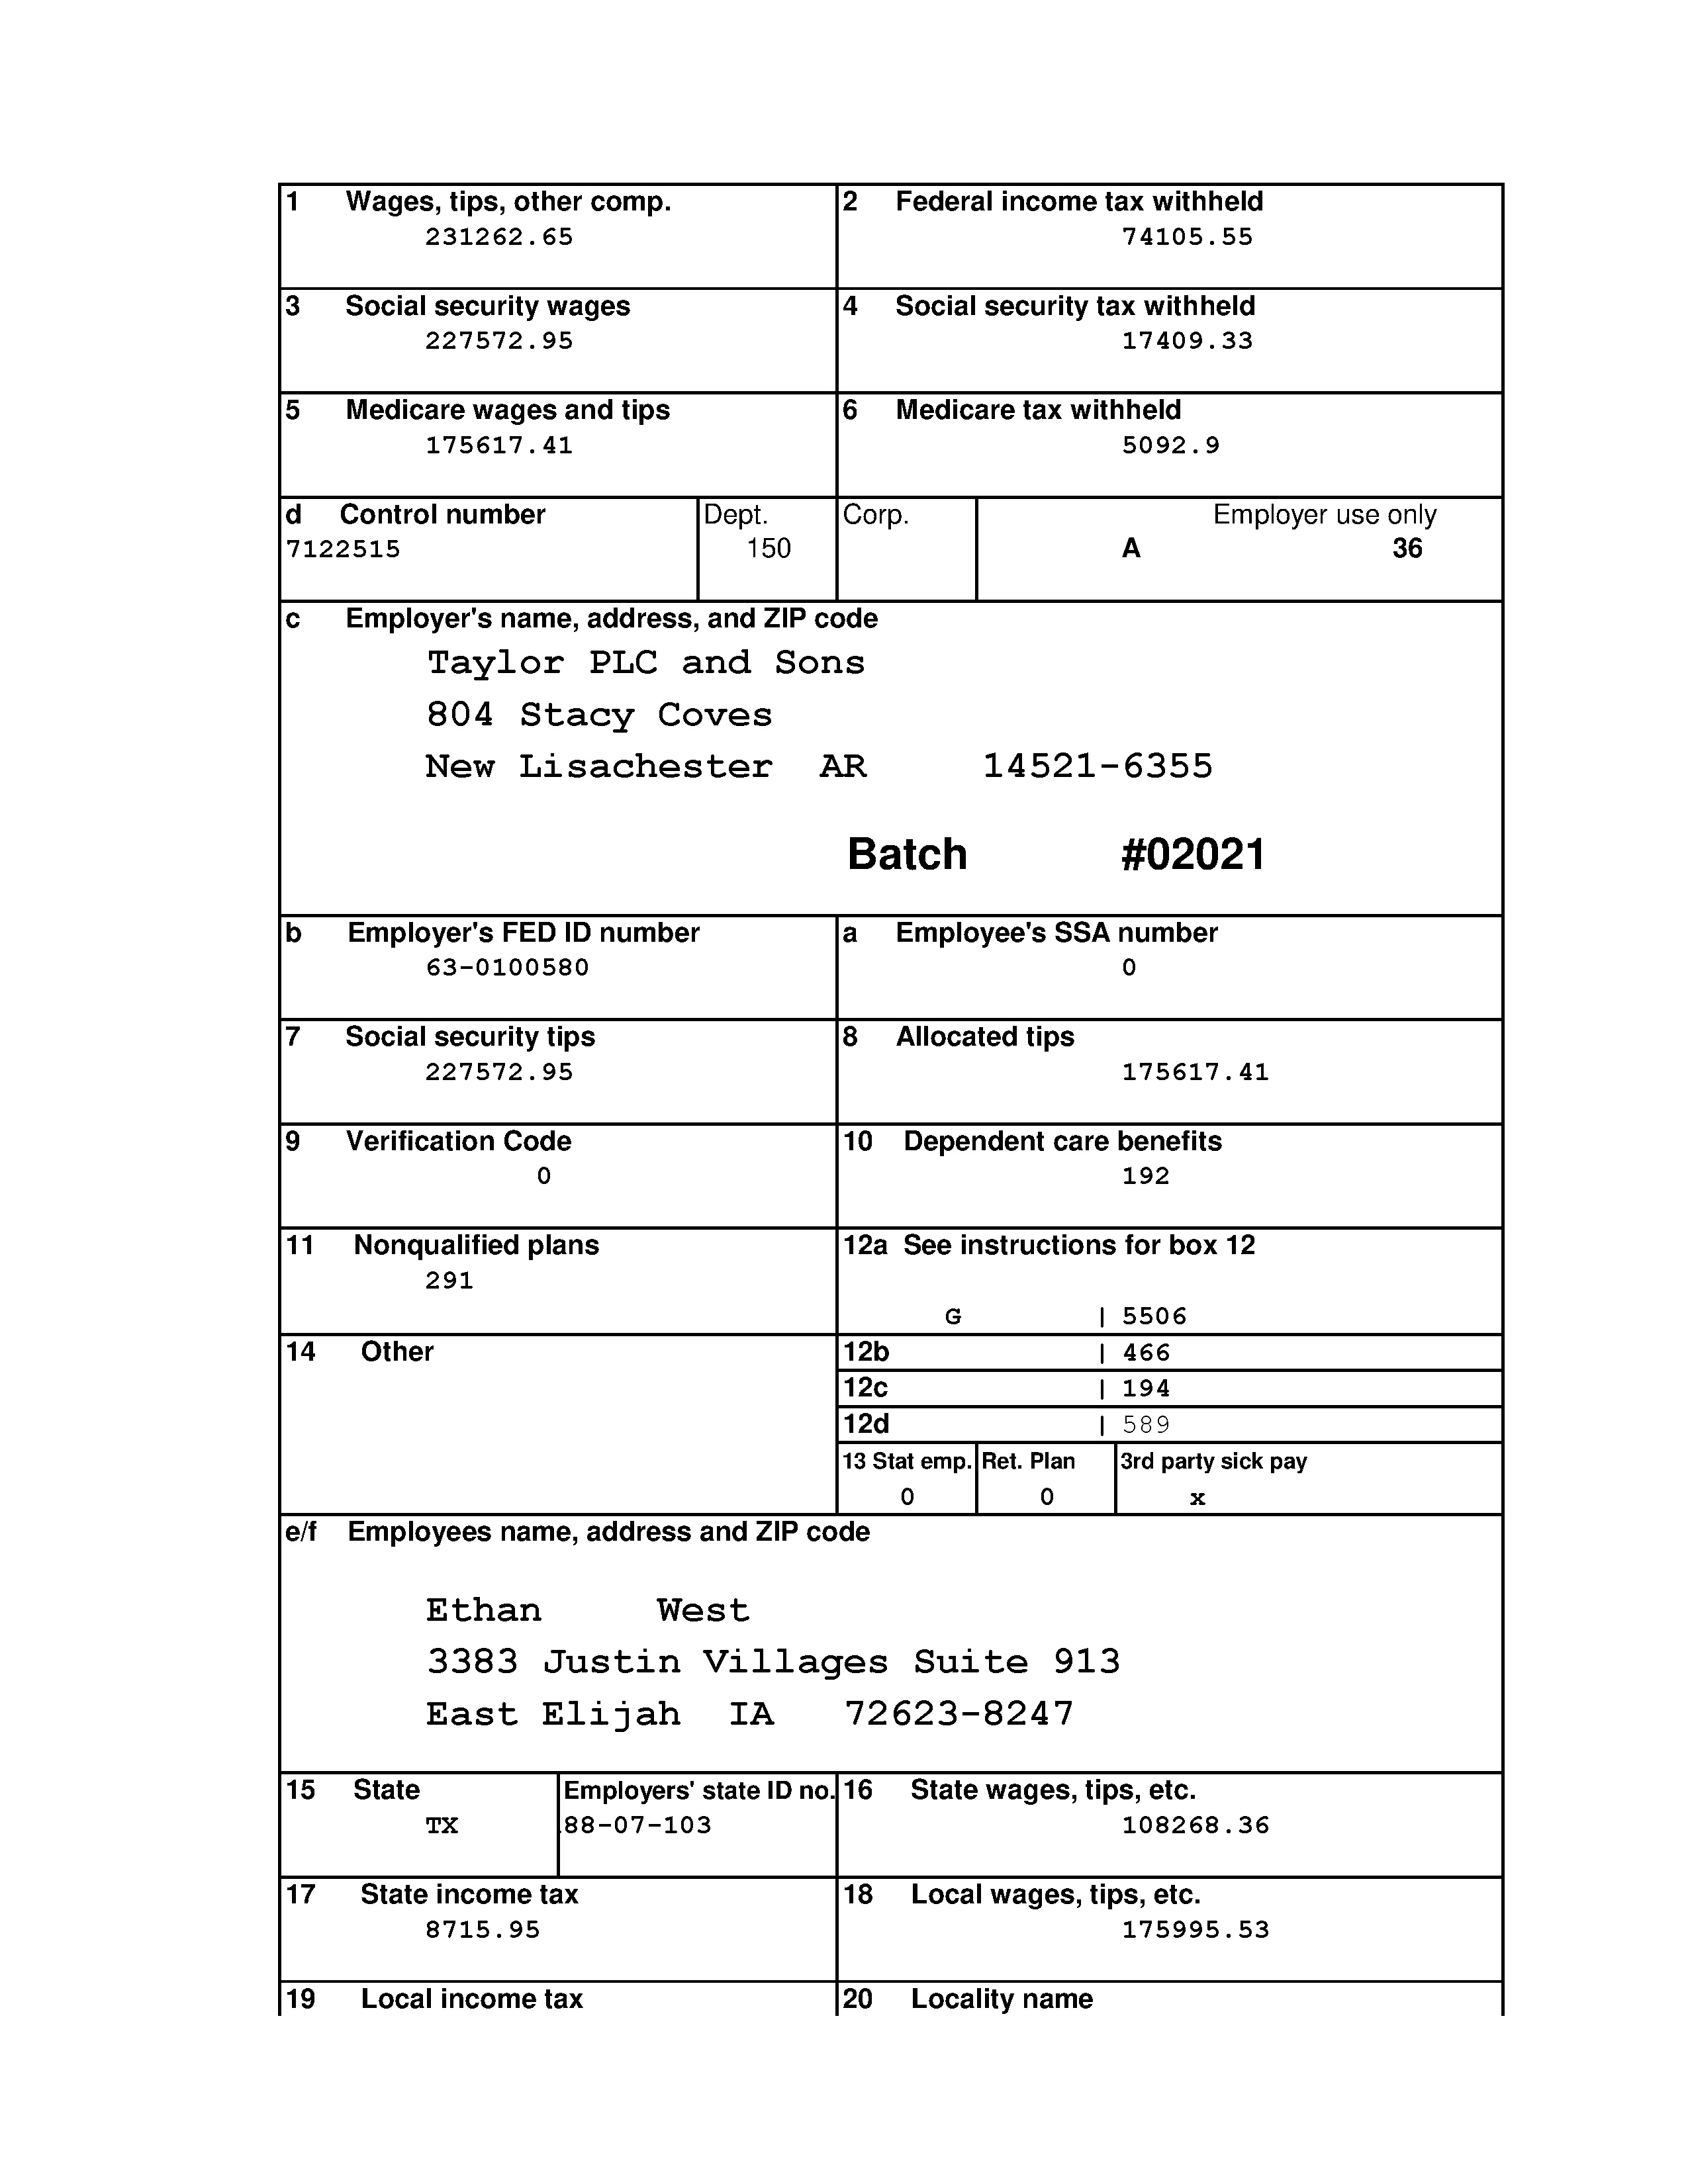 1 Wages, tips, other comp. 2 Federal income tax withheld
231262.65 74105.55
3 Social security wages 4 Social security tax withheld
227572.95 17409.33
5 Medicare wages and tips 6 Medicare tax withheld
175617.41 5092.9
d Control number Dept. Corp. Employer use only
7122515 150 A 36
c Employer's name, address, and ZIP code
Taylor PLC and Sons
804 Stacy Coves
New Lisachester AR 14521-6355
Batch #02021
b Employer's FED ID number a Employee's SSA number
63-0100580 0
7 Social security tips 8 Allocated tips
227572.95 175617.41
9 Verification Code 10 Dependent care benefits
0 192
11 Nonqualified plans 12a See instructions for box 12
291
G | 5506
14 Other 12b | 466
12c | 194
12d | 589
13 Stat emp. Ret. Plan 3rd party sick pay
0 0 x
e/f Employees name, address and ZIP code
Ethan West
3383 Justin Villages Suite 913
East Elijah IA 72623-8247
15 State Employers' state ID no. 16 State wages, tips, etc.
TX 88-07-103 108268.36
17 State income tax 18 Local wages, tips, etc.
8715.95 175995.53
19 Local income tax 20 Locality name